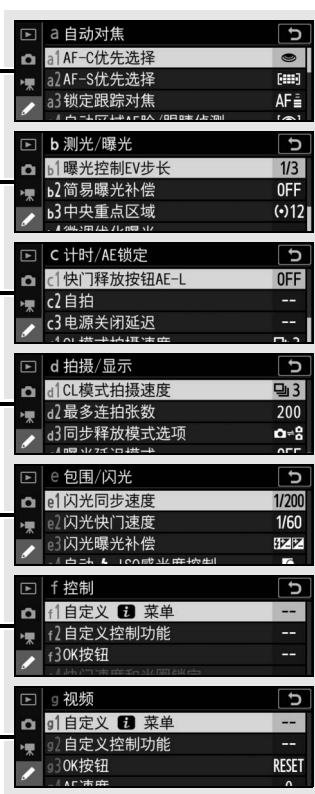 a 自动对焦
a1 AF-C优先选择
a2 AF-S优先选择
a3 锁定跟踪对焦 AF
b 测光/曝光
b1 曝光控制EV步长 1/3
b2 简易曝光补偿 OFF
b3 中央重点区域 (•)12
c 计时/AE锁定
c1 快门释放按钮AE-L OFF
c2 自拍 --
c3 电源关闭延迟 --
d 拍摄/显示
d1 CL模式拍摄速度 3
d2 最多连拍张数 200
d3 同步释放模式选项
e 包围/闪光
e1 闪光同步速度 1/200
e2 闪光快门速度 1/60
e3 闪光曝光补偿
f 控制
f1 自定义 i 菜单 --
f2 自定义控制功能 --
f3 OK按钮 --
g 视频
g1 自定义 i 菜单 --
g2 自定义控制功能 --
g3 OK按钮 RESET